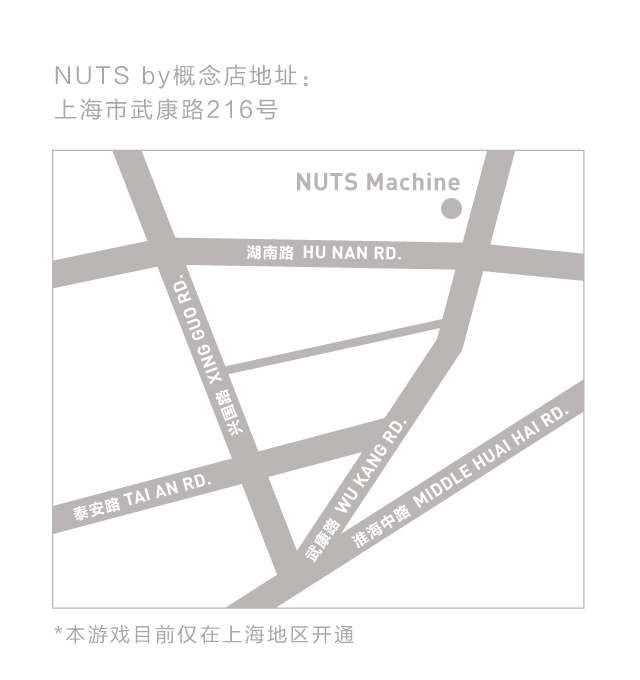 NUTS by概念店地址：
上海市武康路216号
NUTS Machine
湖南路 HU NAN RD.
兴国路 XING GUO RD.
泰安路 TAI AN RD.
武康路 WU KANG RD.
淮海中路 MIDDLE HUAI HAI RD.
*本游戏目前仅在上海地区开通